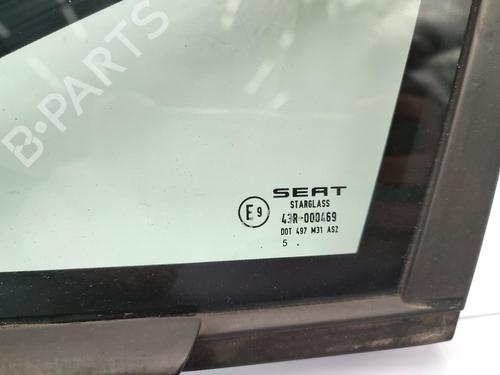 B-PARTS
SEAT
STARGLASS
E9
43R-000469
DOT 497 M31 AS2
5 .